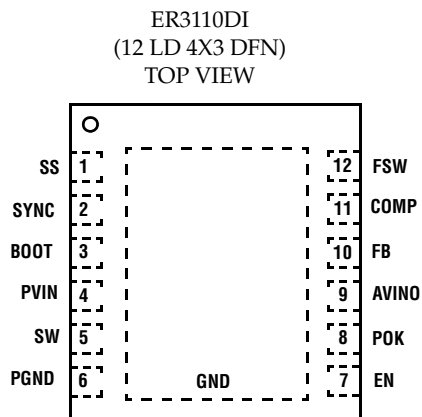 ER3110DI
(12 LD 4X3 DFN)
TOP VIEW
SS 1 12 FSW
SYNC 2 11 COMP
BOOT 3 10 FB
PVIN 4 9 AVINO
SW 5 8 POK
PGND 6 GND 7 EN